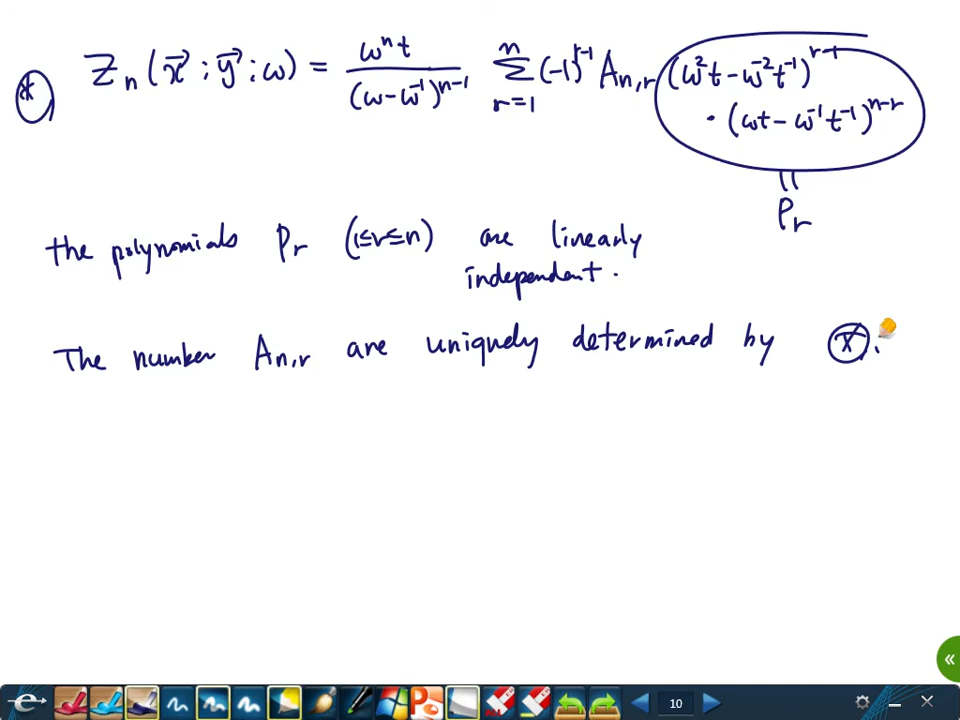 * Z_n (x⃗ ; y⃗ ; ω) = ω^n t / (ω - ω^{-1})^{n-1} Σ_{r=1}^{n} (-1)^{r-1} A_{n,r} (ω^2 t - ω^{-2} t^{-1})^{r-1}
· (ωt - ω^{-1} t^{-1})^{n-r}
||
P_r
the polynomials P_r (1≤r≤n) are linearly
independent.
The number A_{n,r} are uniquely determined by *.
10